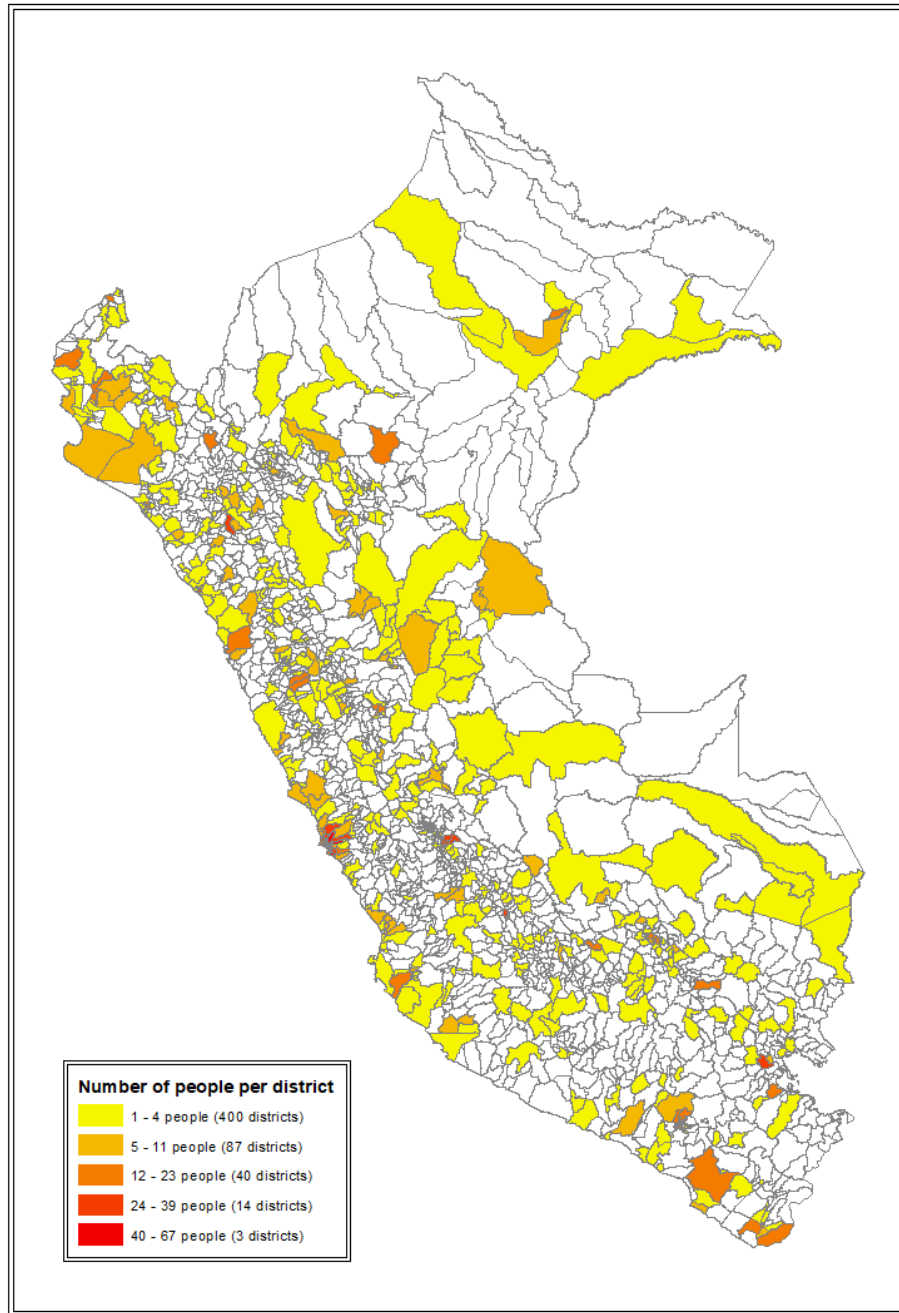 Number of people per district
1 - 4 people (400 districts)
5 - 11 people (87 districts)
12 - 23 people (40 districts)
24 - 39 people (14 districts)
40 - 67 people (3 districts)